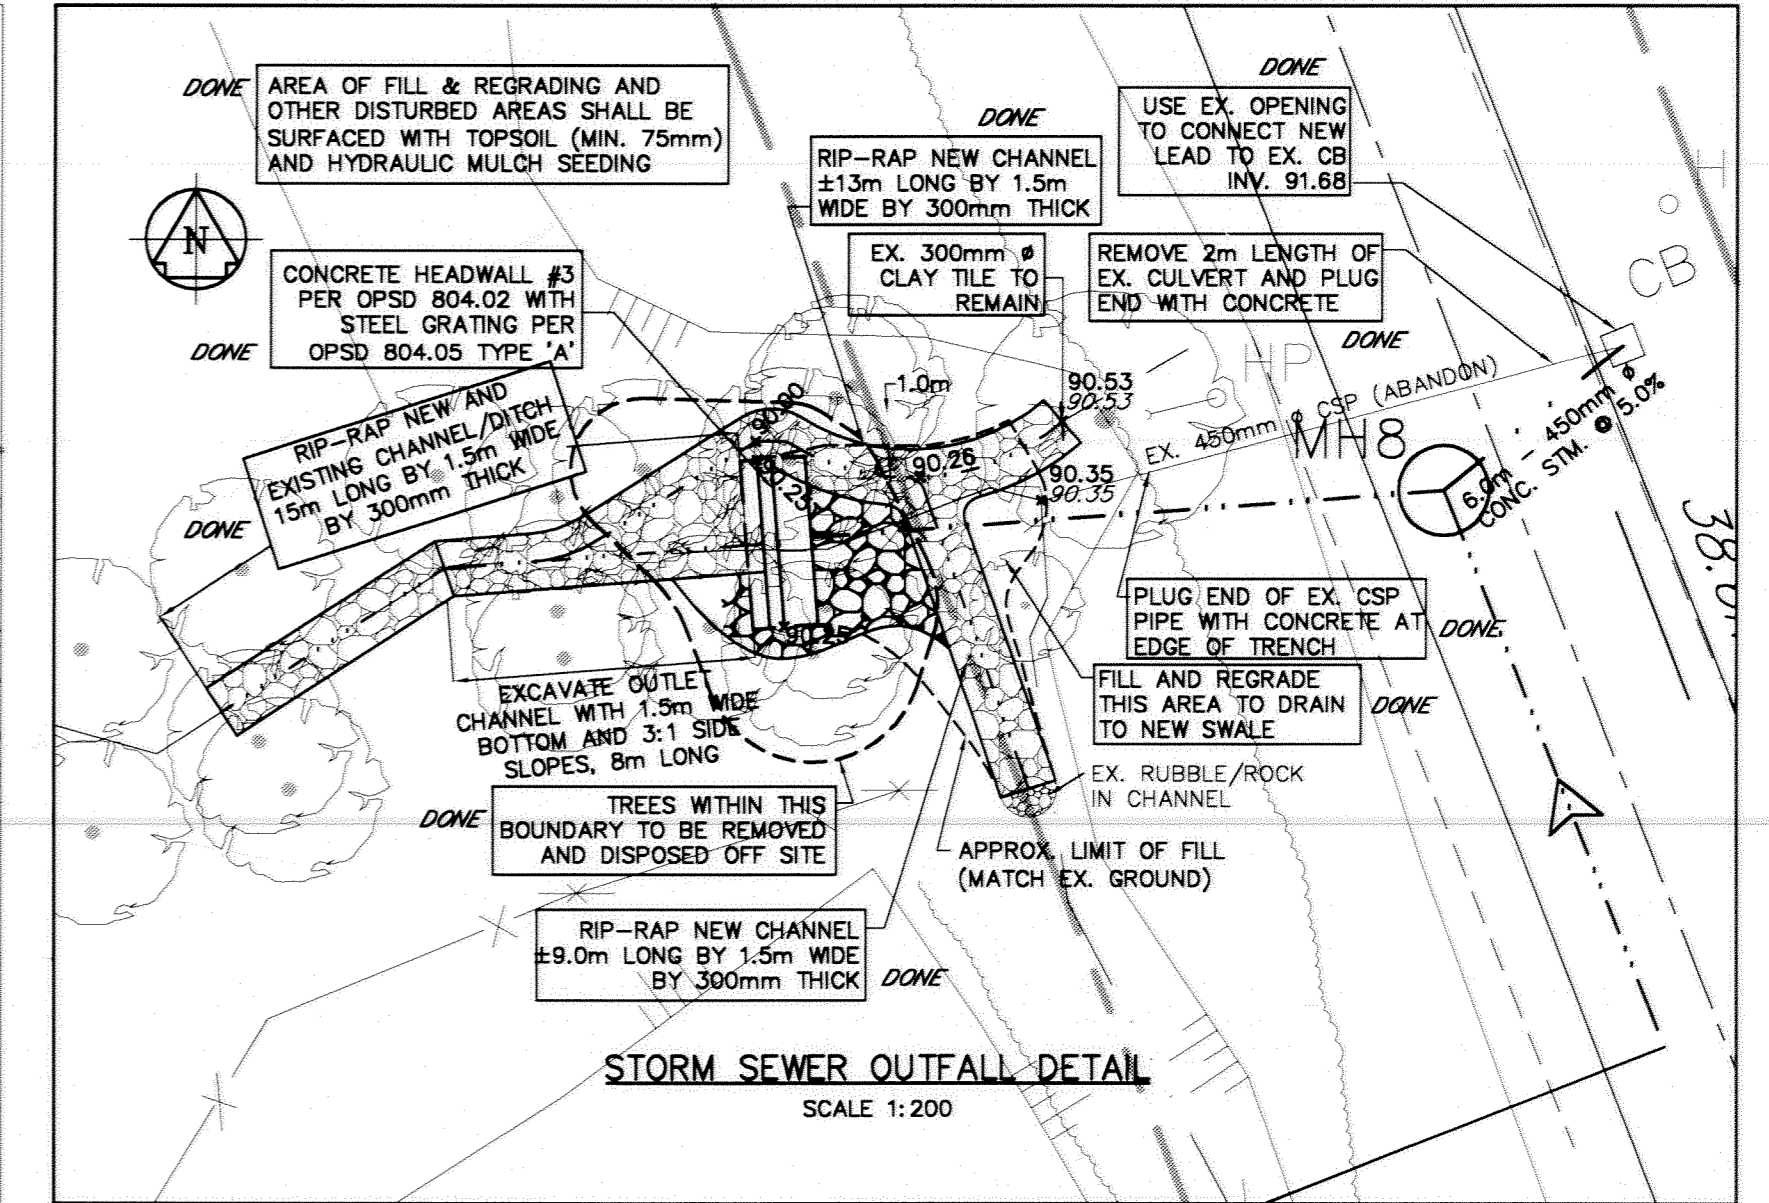 DONE
AREA OF FILL & REGRADING AND
OTHER DISTURBED AREAS SHALL BE
SURFACED WITH TOPSOIL (MIN. 75mm)
AND HYDRAULIC MULCH SEEDING
DONE
RIP-RAP NEW CHANNEL
±13m LONG BY 1.5m
WIDE BY 300mm THICK
DONE
USE EX. OPENING
TO CONNECT NEW
LEAD TO EX. CB
INV. 91.68
N
CONCRETE HEADWALL #3
PER OPSD 804.02 WITH
STEEL GRATING PER
OPSD 804.05 TYPE 'A'
DONE
EX. 300mm ø
CLAY TILE TO
REMAIN
REMOVE 2m LENGTH OF
EX. CULVERT AND PLUG
END WITH CONCRETE
DONE
CB
H
HP
RIP-RAP NEW AND
EXISTING CHANNEL/DITCH
15m LONG BY 1.5m WIDE
BY 300mm THICK
DONE
1.0m
90.53
90.53
90.26
90.35
90.35
90.25
EX. 450mm ø CSP (ABANDON)
MH8
6.0m - 450mm ø
CONC. STM. @ 5.0%
PLUG END OF EX. CSP
PIPE WITH CONCRETE AT
EDGE OF TRENCH
DONE
FILL AND REGRADE
THIS AREA TO DRAIN
TO NEW SWALE
DONE
EXCAVATE OUTLET
CHANNEL WITH 1.5m WIDE
BOTTOM AND 3:1 SIDE
SLOPES, 8m LONG
EX. RUBBLE/ROCK
IN CHANNEL
DONE
TREES WITHIN THIS
BOUNDARY TO BE REMOVED
AND DISPOSED OFF SITE
APPROX. LIMIT OF FILL
(MATCH EX. GROUND)
RIP-RAP NEW CHANNEL
±9.0m LONG BY 1.5m WIDE
BY 300mm THICK
DONE
STORM SEWER OUTFALL DETAIL
SCALE 1:200